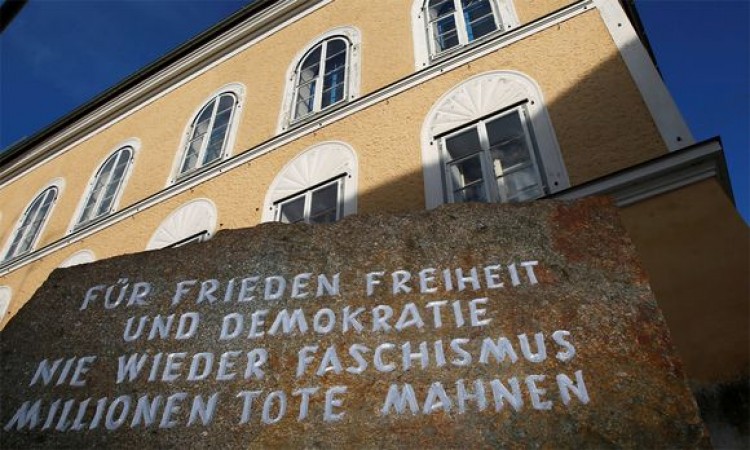 FÜR FRIEDEN FREIHEIT
UND DEMOKRATIE
NIE WIEDER FASCHISMUS
MILLIONEN TOTE MAHNEN